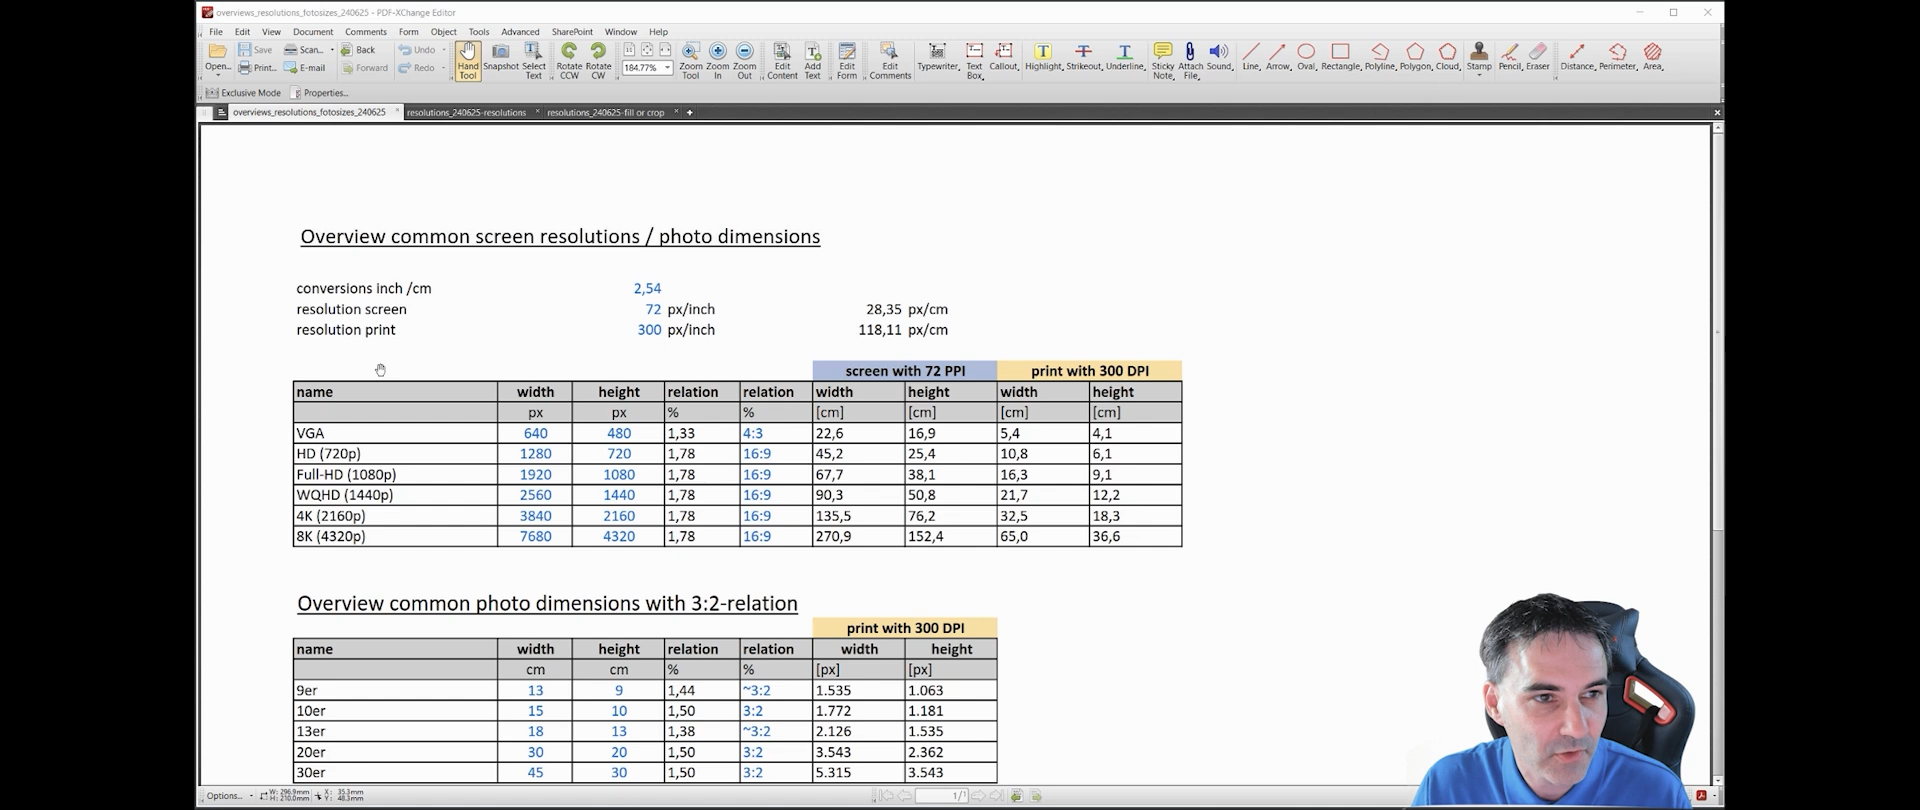 overviews_resolutions_fotosizes_240625 - PDF-XChange Editor
File Edit View Document Comments Form Object Tools Advanced SharePoint Window Help
Open... Save Scan... Back Undo Hand Tool Snapshot Select Text Rotate CCW Rotate CW Zoom Tool Zoom In Zoom Out Edit Content Add Text Edit Form Edit Comments Typewriter, Text Box, Callout, Highlight, Strikeout, Underline, Sticky Note, Attach File, Sound, Line, Arrow, Oval, Rectangle, Polyline, Polygon, Cloud, Stamp Pencil, Eraser Distance, Perimeter, Area,
Print... E-mail Forward Redo 184.77%
Exclusive Mode Properties...
overviews_resolutions_fotosizes_240625 resolutions_240625-resolutions resolutions_240625-fill or crop
Overview common screen resolutions / photo dimensions
conversions inch /cm 2,54
resolution screen 72 px/inch 28,35 px/cm
resolution print 300 px/inch 118,11 px/cm
screen with 72 PPI print with 300 DPI
name width height relation relation width height width height
px px % % [cm] [cm] [cm] [cm]
VGA 640 480 1,33 4:3 22,6 16,9 5,4 4,1
HD (720p) 1280 720 1,78 16:9 45,2 25,4 10,8 6,1
Full-HD (1080p) 1920 1080 1,78 16:9 67,7 38,1 16,3 9,1
WQHD (1440p) 2560 1440 1,78 16:9 90,3 50,8 21,7 12,2
4K (2160p) 3840 2160 1,78 16:9 135,5 76,2 32,5 18,3
8K (4320p) 7680 4320 1,78 16:9 270,9 152,4 65,0 36,6
Overview common photo dimensions with 3:2-relation
print with 300 DPI
name width height relation relation width height
cm cm % % [px] [px]
9er 13 9 1,44 ~3:2 1.535 1.063
10er 15 10 1,50 3:2 1.772 1.181
13er 18 13 1,38 ~3:2 2.126 1.535
20er 30 20 1,50 3:2 3.543 2.362
30er 45 30 1,50 3:2 5.315 3.543
Options... W: 296.9mm X: 35.3mm
H: 210.0mm Y: 48.3mm
1/1